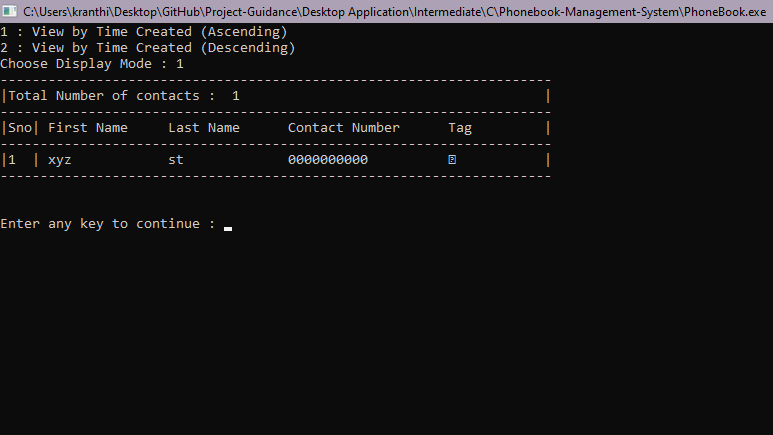 C:\Users\kranthi\Desktop\GitHub\Project-Guidance\Desktop Application\Intermediate\C\Phonebook-Management-System\PhoneBook.exe
1 : View by Time Created (Ascending)
2 : View by Time Created (Descending)
Choose Display Mode : 1
---------------------------------------------------------------------
|Total Number of contacts :  1                                      |
---------------------------------------------------------------------
|Sno| First Name     Last Name      Contact Number      Tag         |
---------------------------------------------------------------------
|1  | xyz            st             0000000000          ⍰           |
---------------------------------------------------------------------
Enter any key to continue :